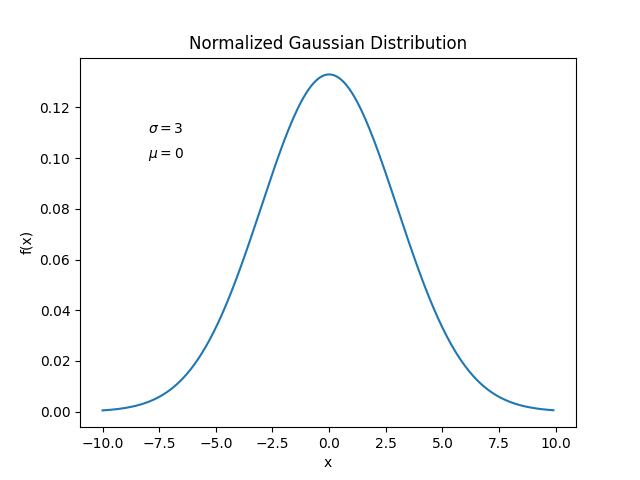 Normalized Gaussian Distribution
0.12
σ = 3
μ = 0
0.10
0.08
f(x)
0.06
0.04
0.02
0.00
−10.0 −7.5 −5.0 −2.5 0.0 2.5 5.0 7.5 10.0
x